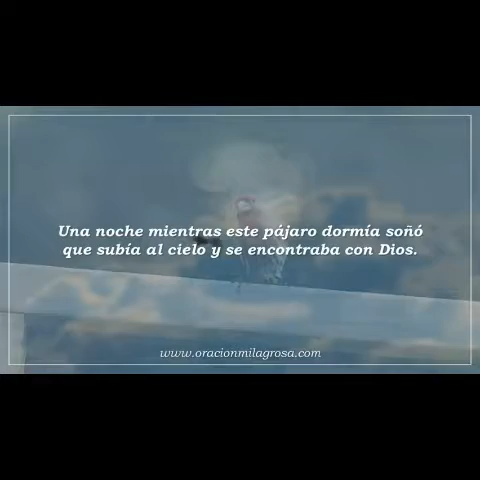 Una noche mientras este pájaro dormía soñó
que subía al cielo y se encontraba con Dios.
www.oracionmilagrosa.com